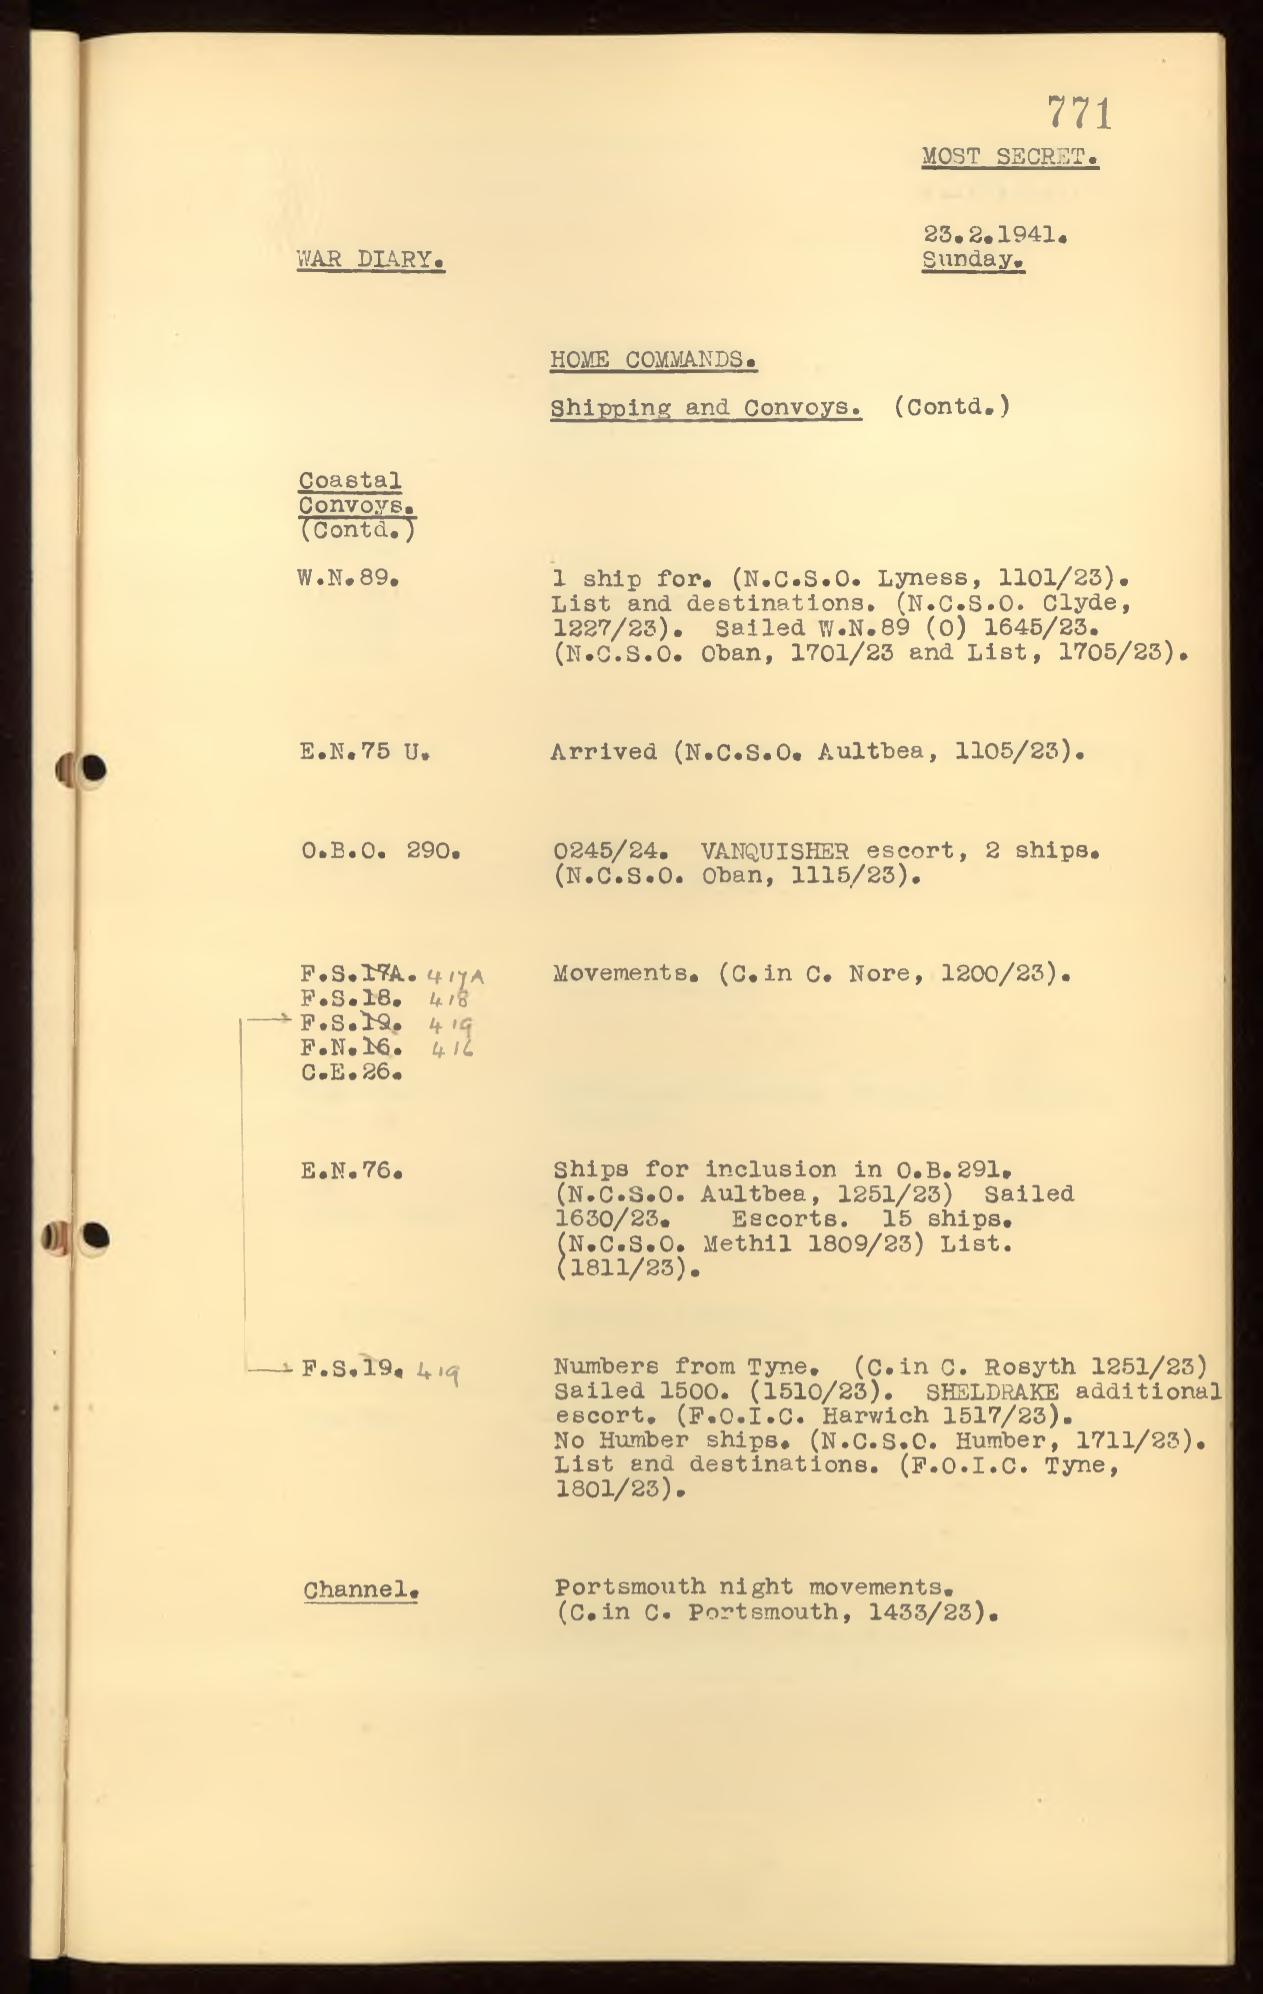 771
MOST SECRET.
23.2.1941.
WAR DIARY. Sunday.
HOME COMMANDS.
Shipping and Convoys. (Contd.)
Coastal
Convoys.
(Contd.)
W.N.89. 1 ship for. (N.C.S.O. Lyness, 1101/23).
List and destinations. (N.C.S.O. Clyde,
1227/23). Sailed W.N.89 (O) 1645/23.
(N.C.S.O. Oban, 1701/23 and List, 1705/23).
E.N.75 U. Arrived (N.C.S.O. Aultbea, 1105/23).
O.B.O. 290. 0245/24. VANQUISHER escort, 2 ships.
(N.C.S.O. Oban, 1115/23).
F.S.17A. 417A Movements. (C.in C. Nore, 1200/23).
F.S.18. 418
F.S.19. 419
F.N.16. 416
C.E.26.
E.N.76. Ships for inclusion in O.B.291.
(N.C.S.O. Aultbea, 1251/23) Sailed
1630/23. Escorts. 15 ships.
(N.C.S.O. Methil 1809/23) List.
(1811/23).
F.S.19. 419 Numbers from Tyne. (C.in C. Rosyth 1251/23)
Sailed 1500. (1510/23). SHELDRAKE additional
escort. (F.O.I.C. Harwich 1517/23).
No Humber ships. (N.C.S.O. Humber, 1711/23).
List and destinations. (F.O.I.C. Tyne,
1801/23).
Channel. Portsmouth night movements.
(C.in C. Portsmouth, 1433/23).